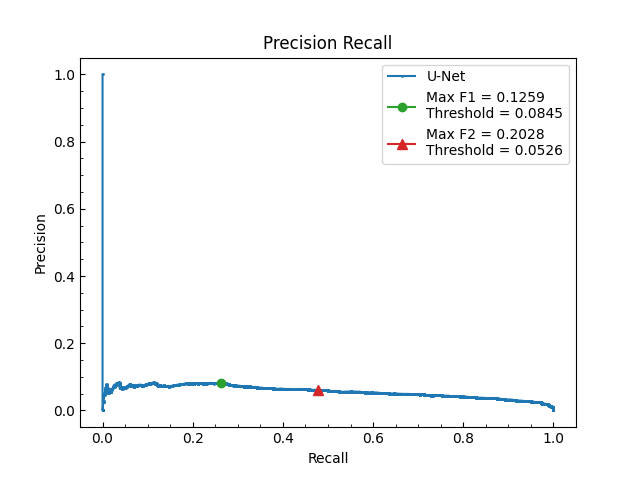 Precision Recall
U-Net
Max F1 = 0.1259
Threshold = 0.0845
Max F2 = 0.2028
Threshold = 0.0526
1.0
0.8
0.6
0.4
0.2
0.0
Precision
0.0 0.2 0.4 0.6 0.8 1.0
Recall